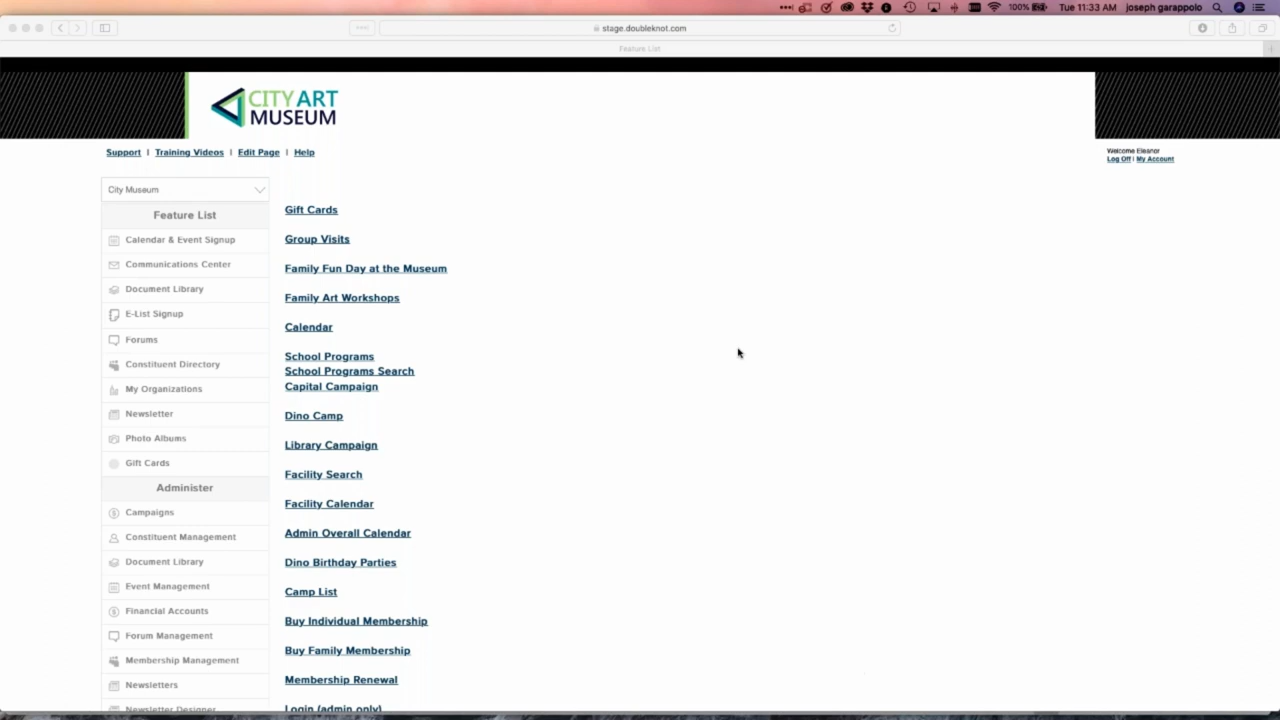 100%
Tue 11:33 AM
joseph garappolo
stage.doubleknot.com
Feature List
CITY ART
MUSEUM
Support | Training Videos | Edit Page | Help
Welcome Eleanor
Log Off | My Account
City Museum
Feature List
Calendar & Event Signup
Communications Center
Document Library
E-List Signup
Forums
Constituent Directory
My Organizations
Newsletter
Photo Albums
Gift Cards
Administer
Campaigns
Constituent Management
Document Library
Event Management
Financial Accounts
Forum Management
Membership Management
Newsletters
Newsletter Designer
Gift Cards
Group Visits
Family Fun Day at the Museum
Family Art Workshops
Calendar
School Programs
School Programs Search
Capital Campaign
Dino Camp
Library Campaign
Facility Search
Facility Calendar
Admin Overall Calendar
Dino Birthday Parties
Camp List
Buy Individual Membership
Buy Family Membership
Membership Renewal
Login (admin only)